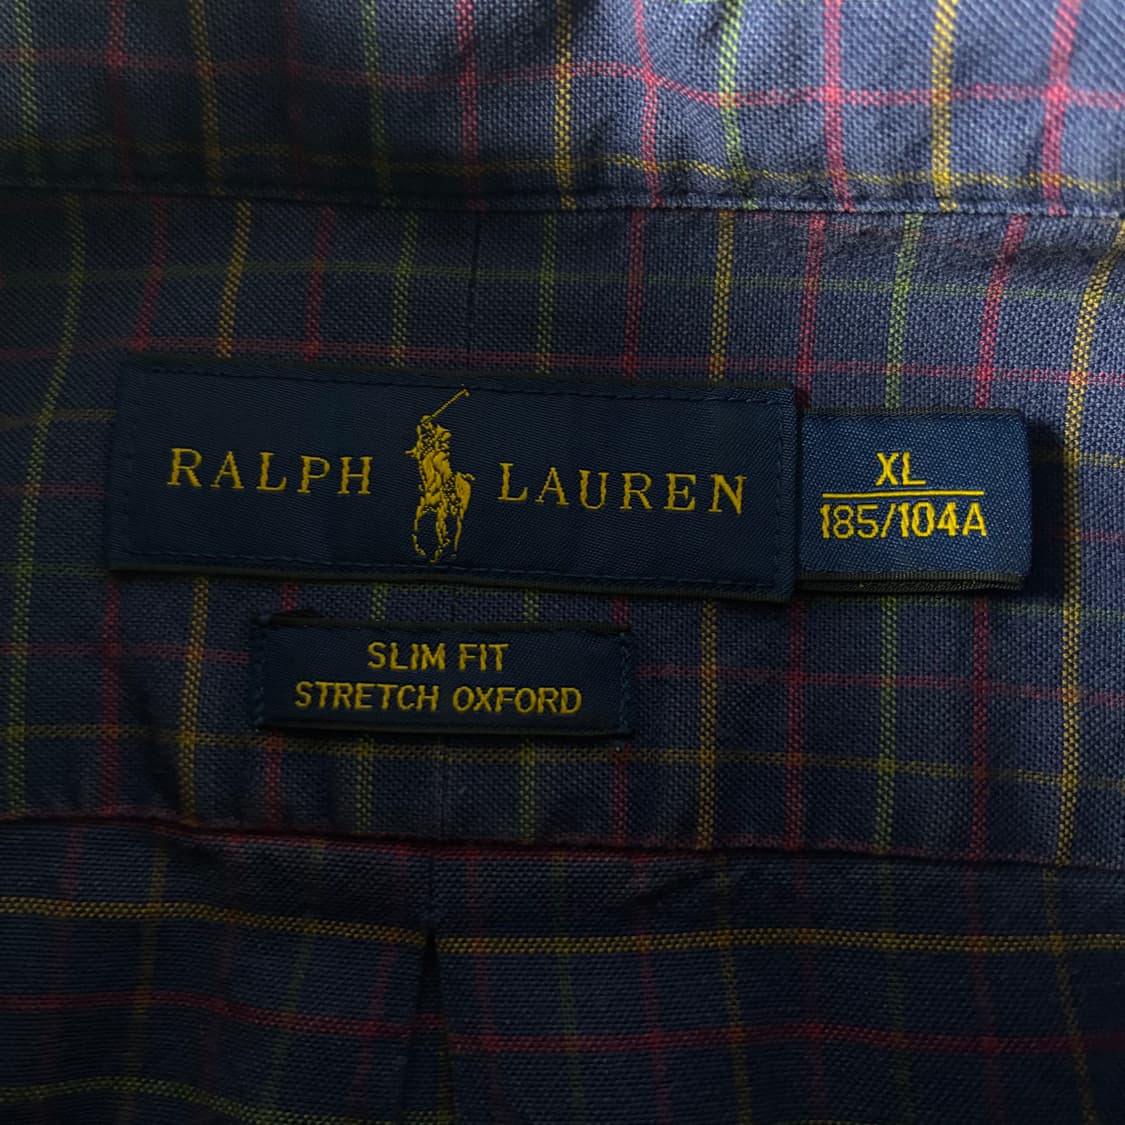 RALPH LAUREN
XL
185/104A
SLIM FIT
STRETCH OXFORD